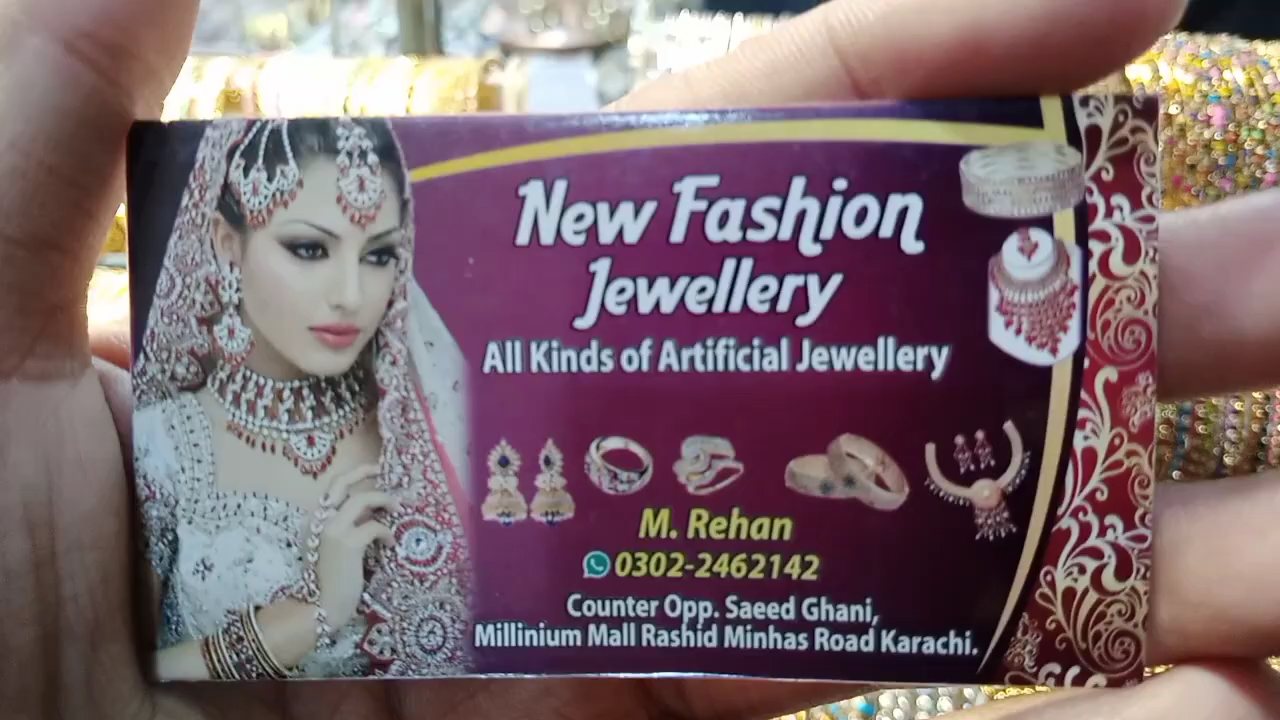 New Fashion
Jewellery
All Kinds of Artificial Jewellery
M. Rehan
0302-2462142
Counter Opp. Saeed Ghani,
Millinium Mall Rashid Minhas Road Karachi.